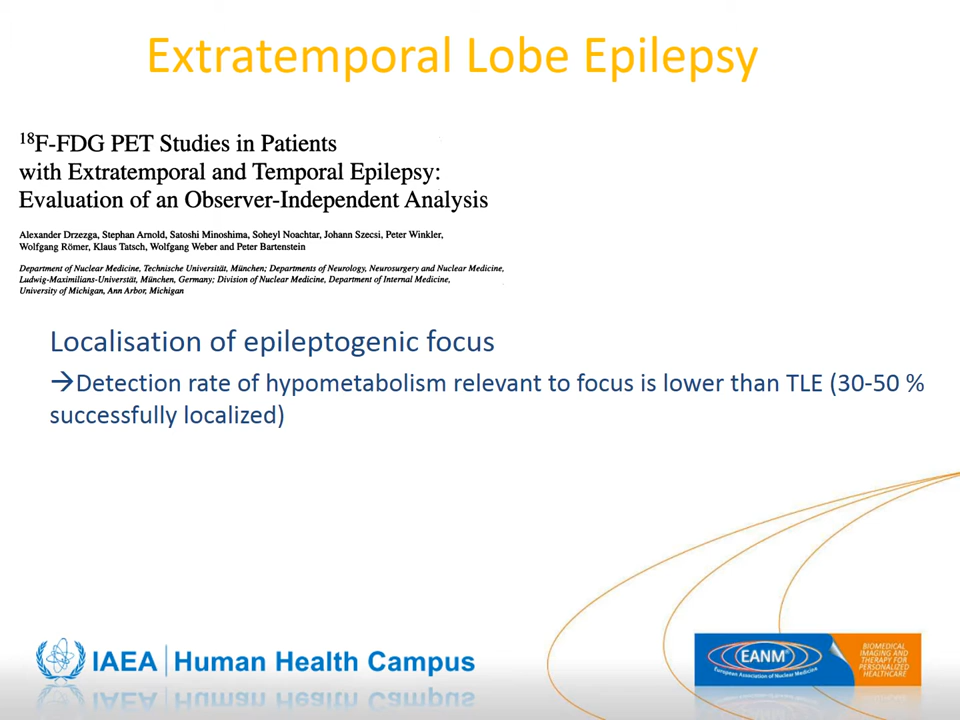 Extratemporal Lobe Epilepsy
18F-FDG PET Studies in Patients
with Extratemporal and Temporal Epilepsy:
Evaluation of an Observer-Independent Analysis
Alexander Drzezga, Stephan Arnold, Satoshi Minoshima, Soheyl Noachtar, Johann Szecsi, Peter Winkler,
Wolfgang Römer, Klaus Tatsch, Wolfgang Weber and Peter Bartenstein
Department of Nuclear Medicine, Technische Universität, München; Departments of Neurology, Neurosurgery and Nuclear Medicine,
Ludwig-Maximilians-Universtät, München, Germany; Division of Nuclear Medicine, Department of Internal Medicine,
University of Michigan, Ann Arbor, Michigan
Localisation of epileptogenic focus
→Detection rate of hypometabolism relevant to focus is lower than TLE (30-50 %
successfully localized)
IAEA | Human Health Campus
EANM
European Association of Nuclear Medicine
BIOMEDICAL
IMAGING AND
THERAPY FOR
PERSONALIZED
HEALTHCARE